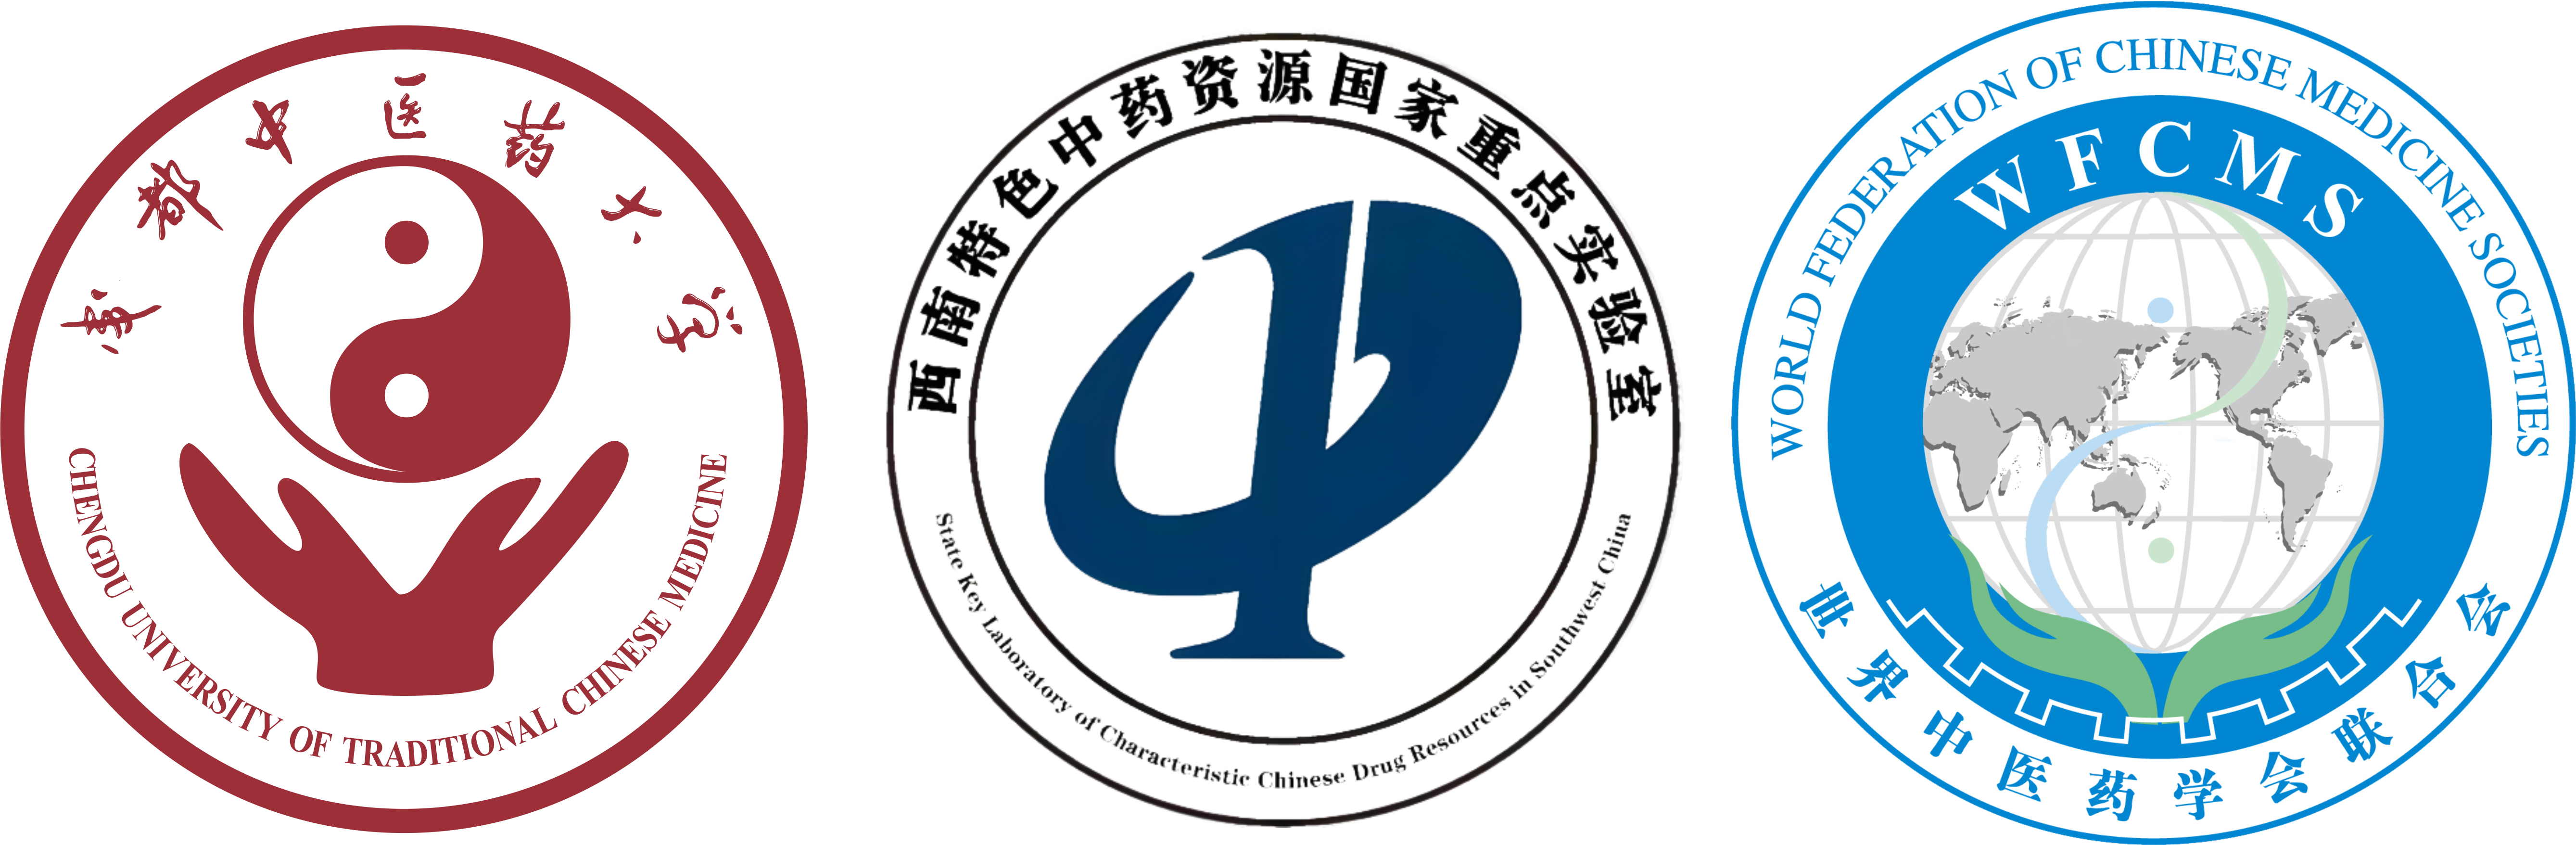 成都中医药大学
CHENGDU UNIVERSITY OF TRADITIONAL CHINESE MEDICINE
西南特色中药资源国家重点实验室
State Key Laboratory of Characteristic Chinese Drug Resources in Southwest China
WORLD FEDERATION OF CHINESE MEDICINE SOCIETIES
WFCMS
世界中医药学会联合会